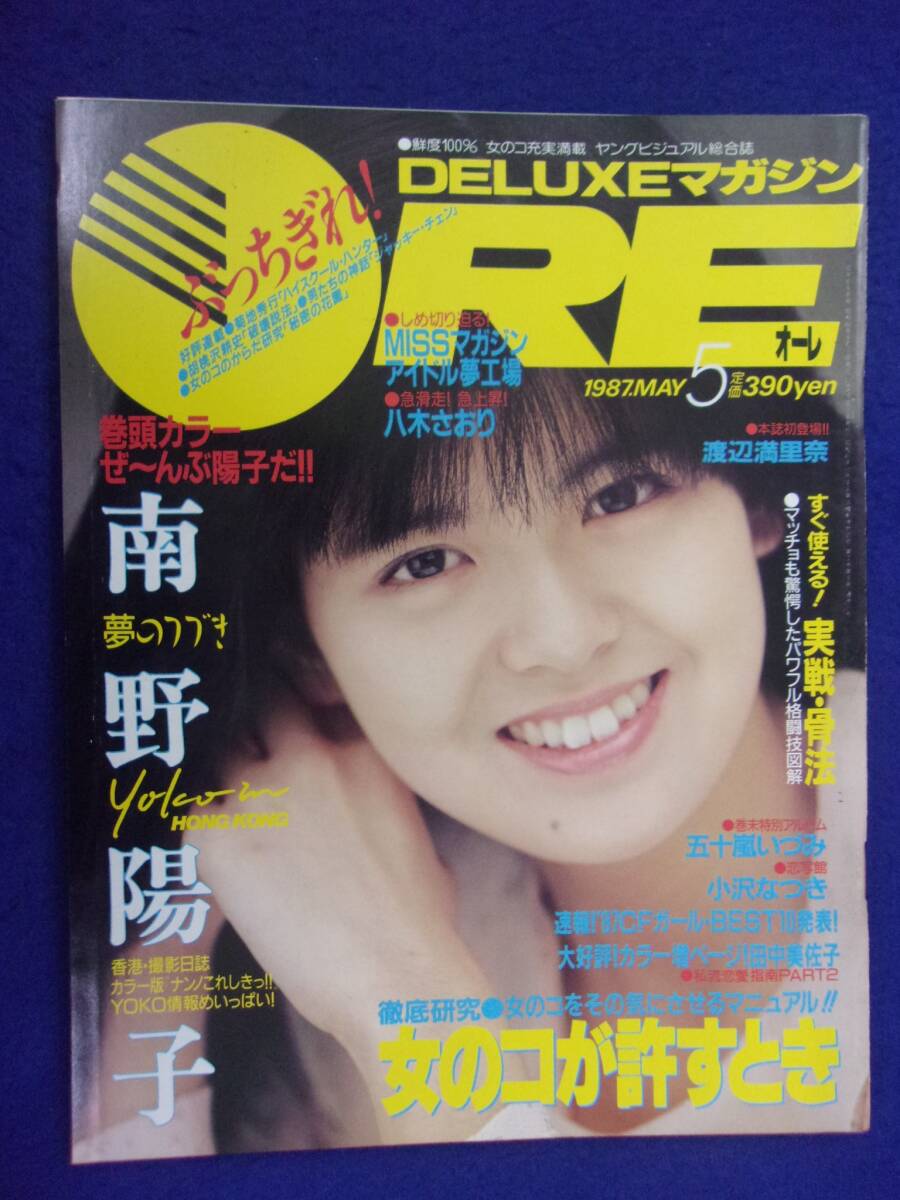 ●鮮度100% 女のコ充実満載 ヤングビジュアル総合誌
DELUXEマガジン
ORE
オーレ
1987.MAY 5 定価390yen
ぶっちぎれ!
好評連載●菊地秀行「ハイスクール・ハンター」
●胡桃沢耕史「破壊説法」●男たちの神話「ジャッキー・チェン」
●女のコのからだ研究「秘密の花園」
●しめ切り迫る!
MISSマガジン
アイドル夢工場
●急滑走! 急上昇!
八木さおり
●本誌初登場!!
渡辺満里奈
巻頭カラー
ぜ〜んぶ陽子だ!!
南野陽子
夢のつづき
Yoko in
HONG KONG
香港・撮影日誌
カラー版 ナンノこれしきっ!!
YOKO情報めいっぱい!
すぐ使える! 実戦・骨法
●マッチョも驚愕したパワフル格闘技図解
●巻末特別アルバム
五十嵐いづみ
●恋写館
小沢なつき
速報!'87CFガール・BEST10発表!
大好評!カラー増ページ!田中美佐子
●私流恋愛指南PART2
徹底研究●女のコをその気にさせるマニュアル!!
女のコが許すとき